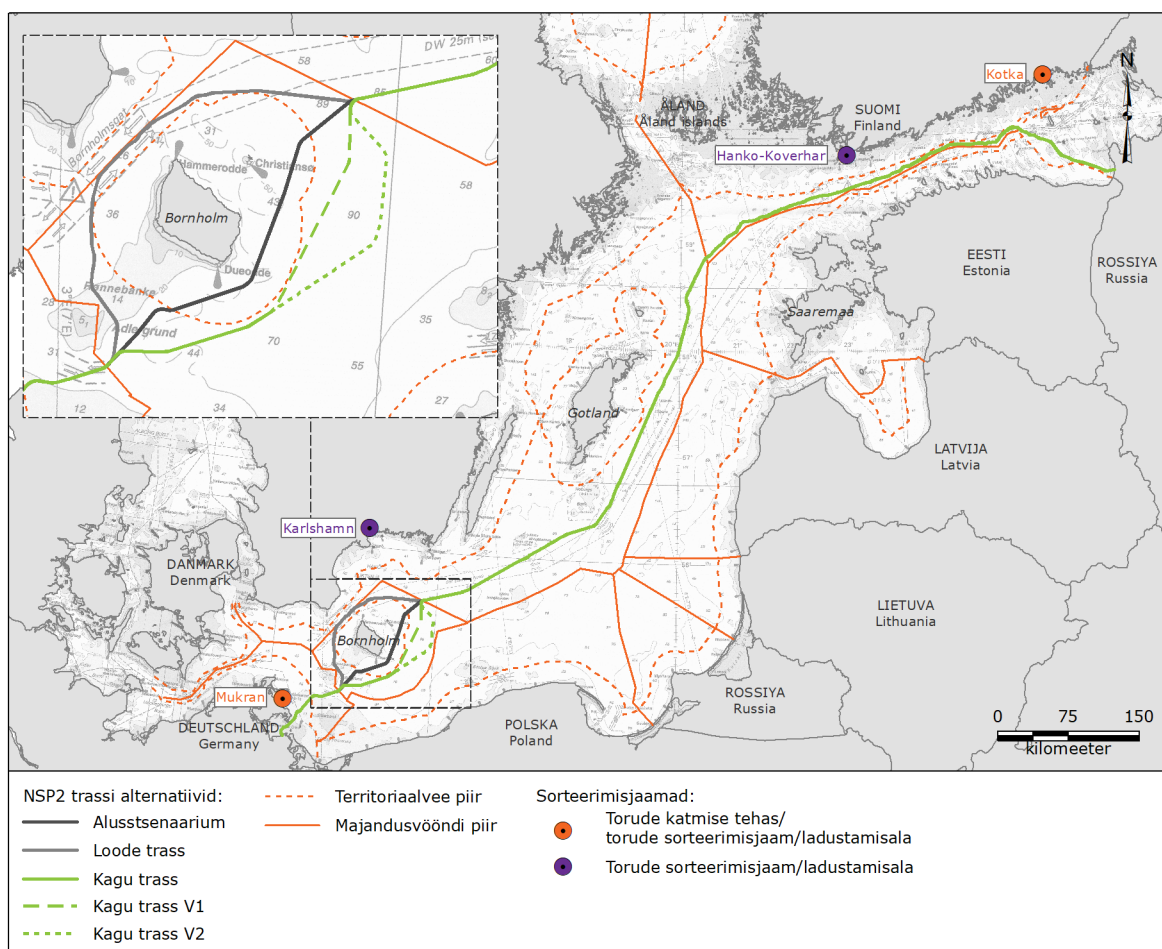 DW 25m
58
60
85
89
Bornholmsgat
31
Hammerodde
Christiansø
58
43
36
Bornholm
90
Dueodde
Rønnebanke
14
28
Adlergrund
35
70
44
31
55
12
34
27
Kotka
N
ÅLAND
Åland islands
SUOMI
Finland
Hanko-Koverhar
EESTI
Estonia
ROSSIYA
Russia
Saaremaa
Gotland
LATVIJA
Latvia
Karlshamn
DANMARK
Denmark
LIETUVA
Lithuania
Bornholm
Mukran
ROSSIYA
Russia
DEUTSCHLAND
Germany
POLSKA
Poland
0 75 150
kilomeeter
NSP2 trassi alternatiivid:
Alusstsenaarium
Loode trass
Kagu trass
Kagu trass V1
Kagu trass V2
Territoriaalvee piir
Majandusvööndi piir
Sorteerimisjaamad:
Torude katmise tehas/
torude sorteerimisjaam/ladustamisala
Torude sorteerimisjaam/ladustamisala